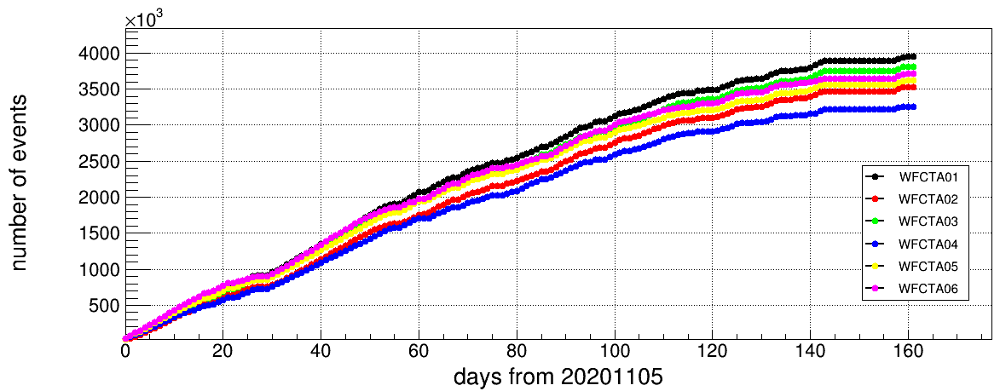 ×10³
4000
3500
3000
2500
2000
1500
1000
500
number of events
WFCTA01
WFCTA02
WFCTA03
WFCTA04
WFCTA05
WFCTA06
0 20 40 60 80 100 120 140 160
days from 20201105